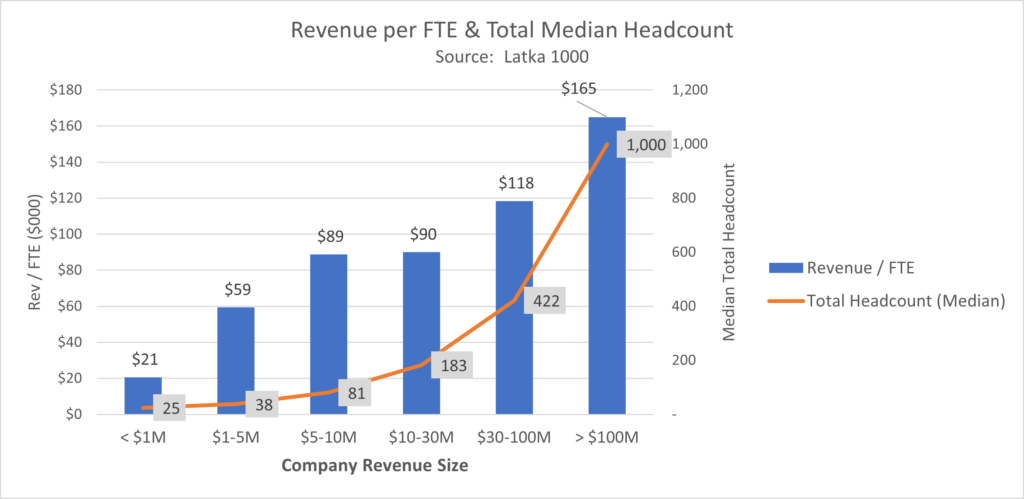 Revenue per FTE & Total Median Headcount
Source: Latka 1000
$180
$160
$140
$120
$100
$80
$60
$40
$20
$0
Rev / FTE ($000)
1,200
1,000
800
600
400
200
-
Median Total Headcount
$21
$59
$89
$90
$118
$165
25
38
81
183
422
1,000
< $1M
$1-5M
$5-10M
$10-30M
$30-100M
> $100M
Company Revenue Size
Revenue / FTE
Total Headcount (Median)